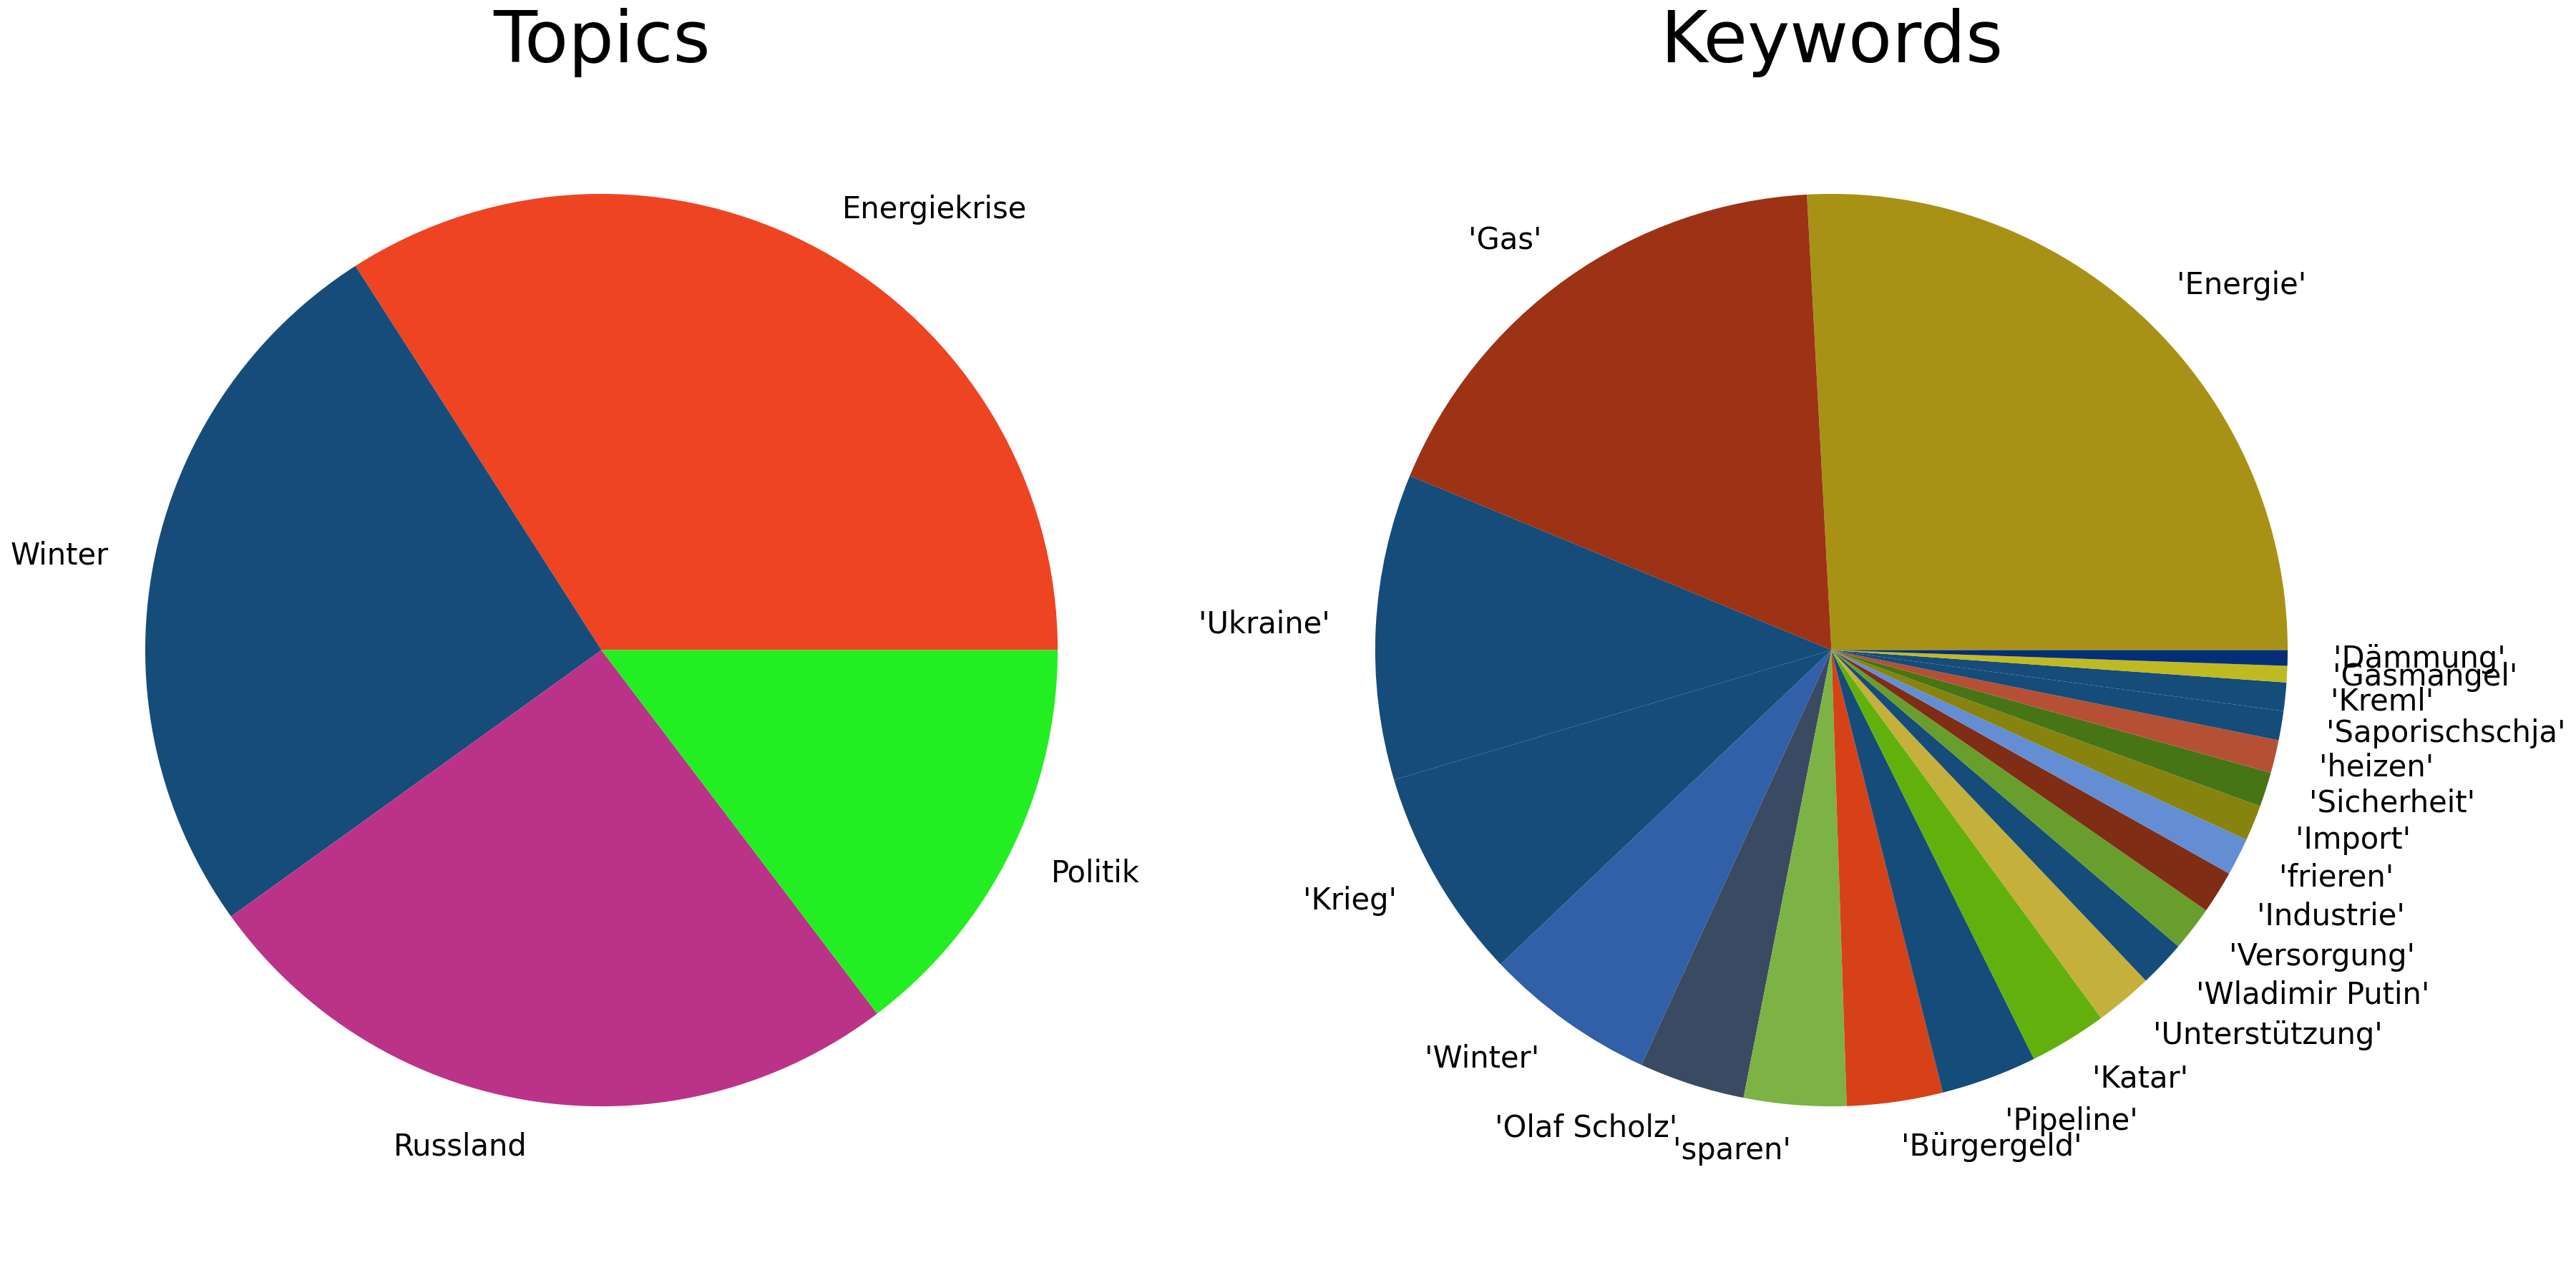 Topics
Energiekrise
Winter
Russland
Politik
Keywords
'Energie'
'Gas'
'Ukraine'
'Krieg'
'Winter'
'Olaf Scholz'
'sparen'
'Bürgergeld'
'Pipeline'
'Katar'
'Unterstützung'
'Wladimir Putin'
'Versorgung'
'Industrie'
'frieren'
'Import'
'Sicherheit'
'heizen'
'Saporischschja'
'Kreml'
'Gasmangel'
'Dämmung'